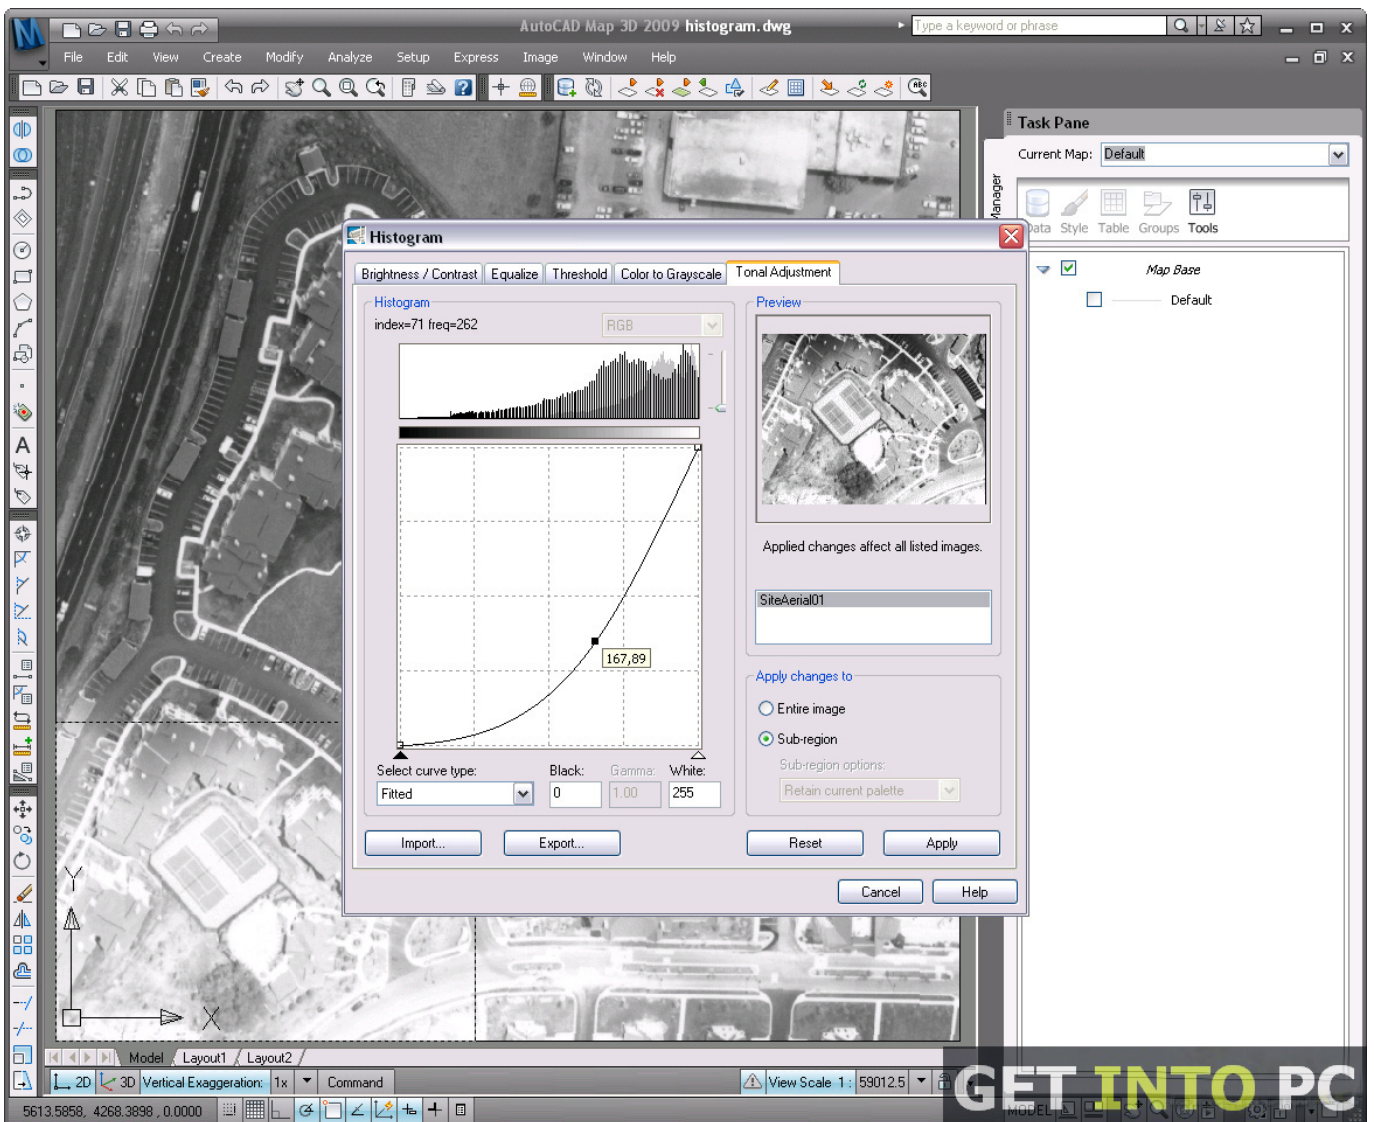 AutoCAD Map 3D 2009 histogram.dwg
Type a keyword or phrase
File Edit View Create Modify Analyze Setup Express Image Window Help
ABC
Task Pane
Current Map: Default
Manager
Data Style Table Groups Tools
Map Base
Default
Histogram
Brightness / Contrast Equalize Threshold Color to Grayscale Tonal Adjustment
Histogram
index=71 freq=262
RGB
167,89
Select curve type:
Fitted
Black:
0
Gamma:
1.00
White:
255
Import...
Export...
Preview
Applied changes affect all listed images.
SiteAerial01
Apply changes to
Entire image
Sub-region
Sub-region options:
Retain current palette
Reset
Apply
Cancel
Help
A
Y
X
Model Layout1 Layout2
2D 3D Vertical Exaggeration: 1x Command
View Scale 1 : 59012.5
5613.5858, 4268.3898, 0.0000
MODEL
GET INTO PC